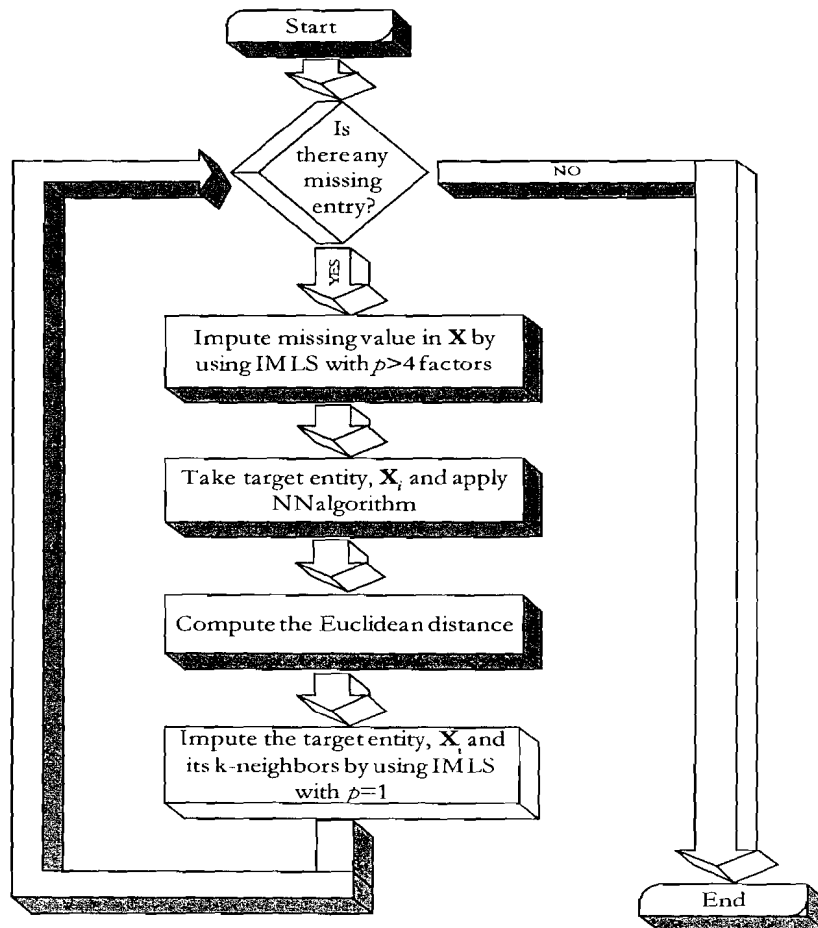 Start
Is
there any
missing
entry?
NO
YES
Impute missing value in X by
using IMLS with p>4 factors
Take target entity, Xi and apply
NN algorithm
Compute the Euclidean distance
Impute the target entity, Xi and
its k-neighbors by using IMLS
with p=1
End